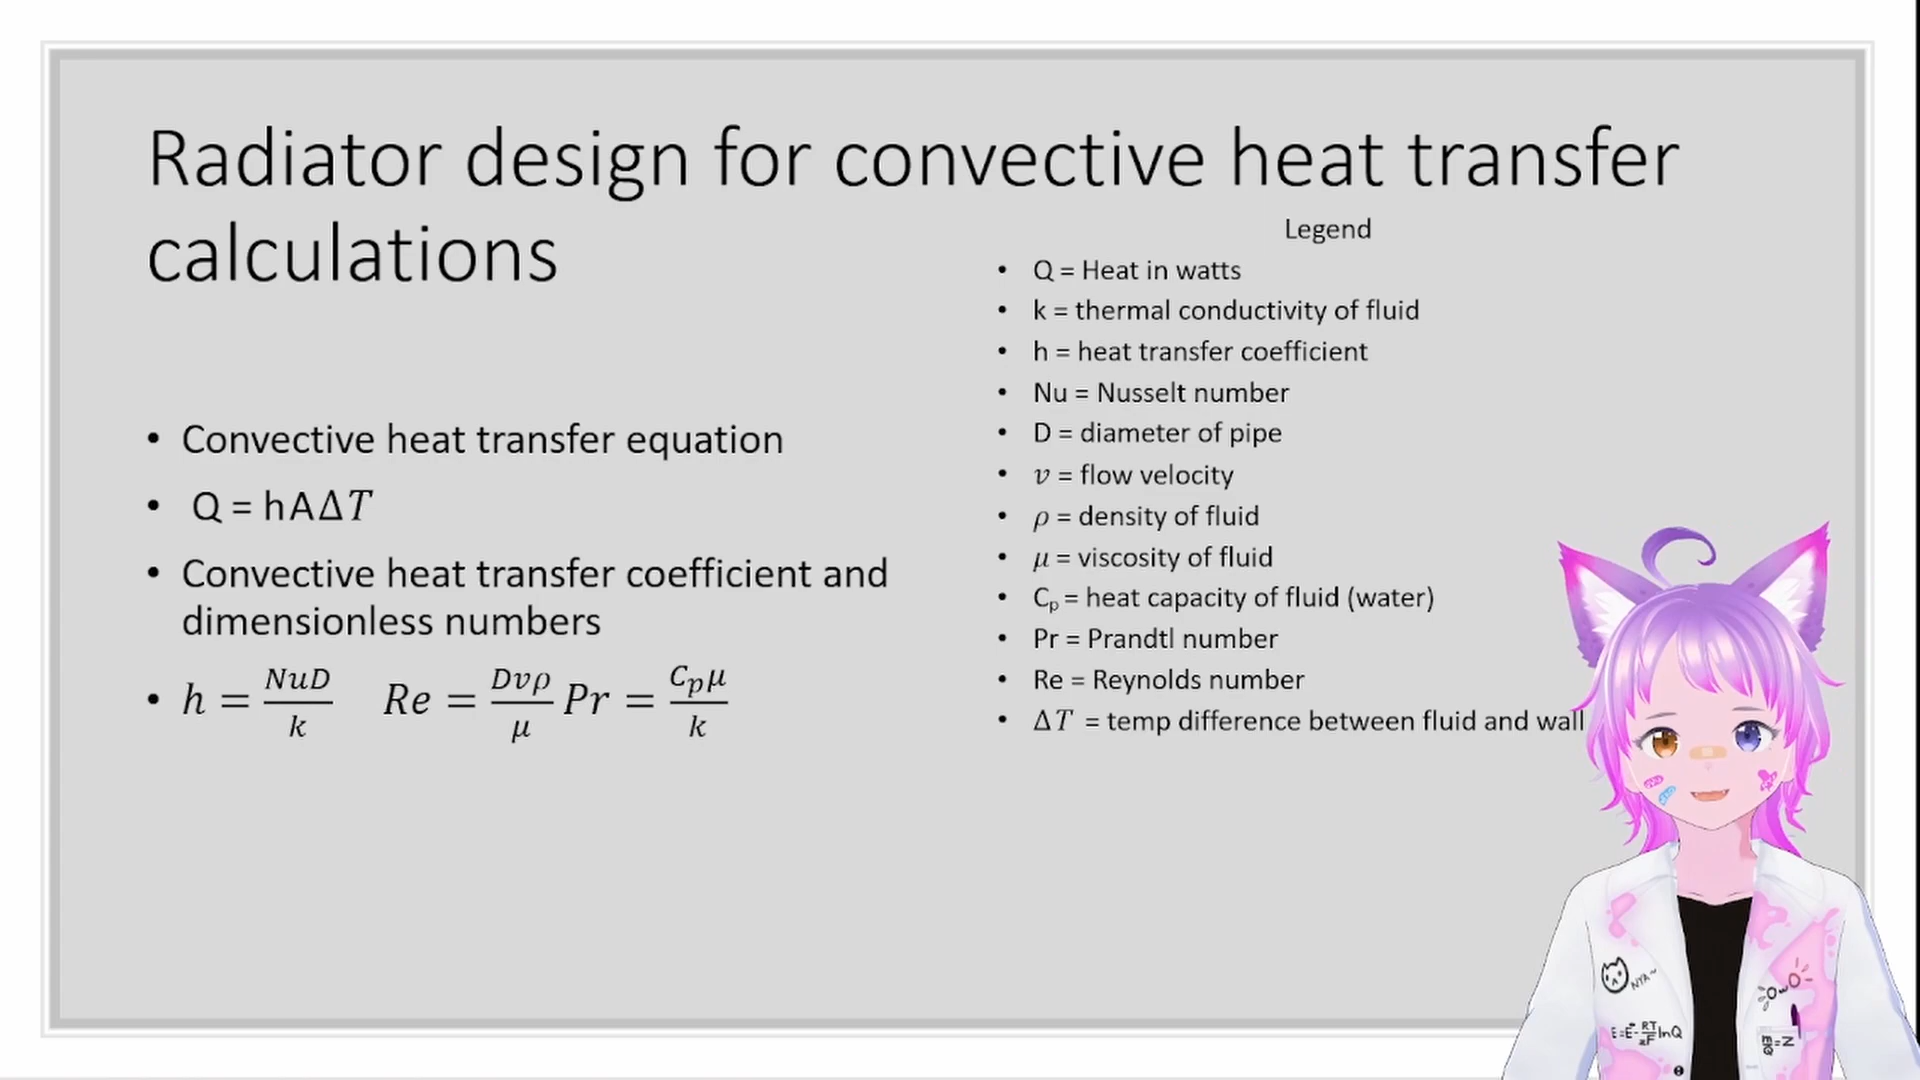 Radiator design for convective heat transfer
calculations
• Convective heat transfer equation
• Q = hAΔT
• Convective heat transfer coefficient and
dimensionless numbers
• h = NuD/k Re = Dvρ/μ Pr = Cpμ/k
Legend
• Q = Heat in watts
• k = thermal conductivity of fluid
• h = heat transfer coefficient
• Nu = Nusselt number
• D = diameter of pipe
• v = flow velocity
• ρ = density of fluid
• μ = viscosity of fluid
• Cp = heat capacity of fluid (water)
• Pr = Prandtl number
• Re = Reynolds number
• ΔT = temp difference between fluid and wall
NYA~